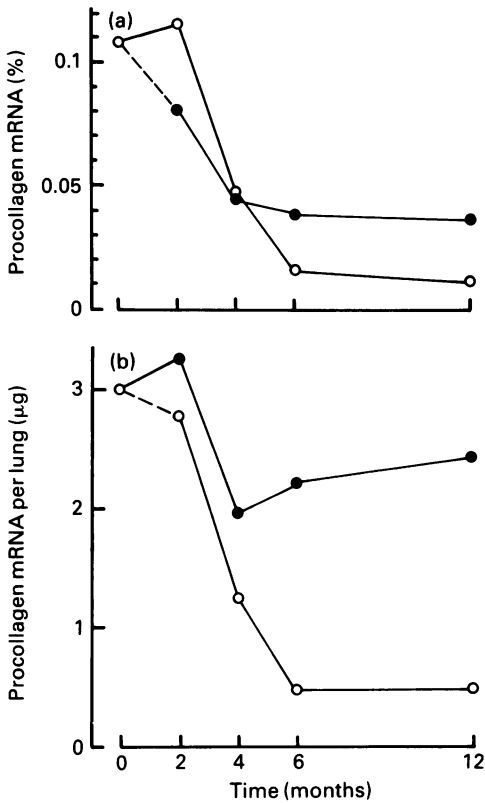 (a)
Procollagen mRNA (%)
0.1
0.05
0
(b)
Procollagen mRNA per lung (μg)
3
2
1
0
0 2 4 6 12
Time (months)